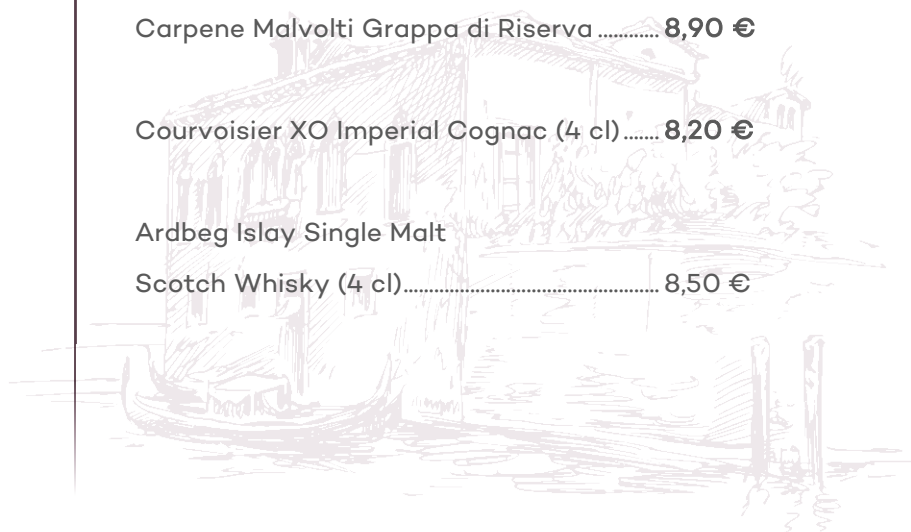 Carpene Malvolti Grappa di Riserva ............ 8,90 €
Courvoisier XO Imperial Cognac (4 cl) ....... 8,20 €
Ardbeg Islay Single Malt
Scotch Whisky (4 cl)................................................... 8,50 €